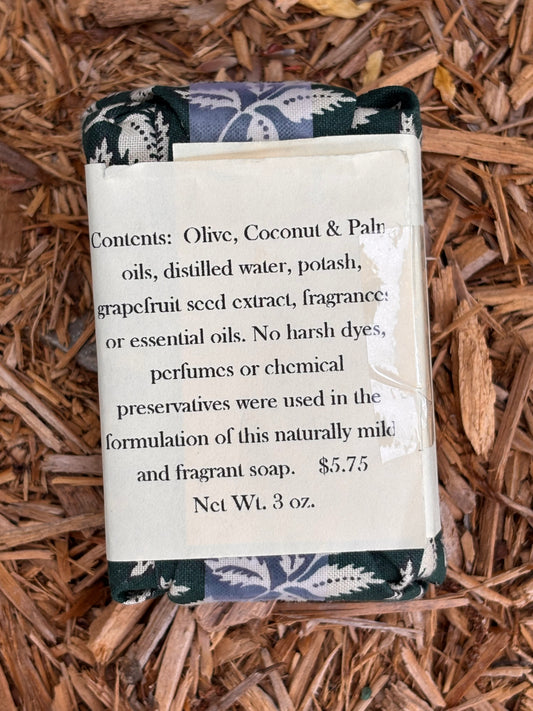 Contents: Olive, Coconut & Palm
oils, distilled water, potash,
grapefruit seed extract, fragrances
or essential oils. No harsh dyes,
perfumes or chemical
preservatives were used in the
formulation of this naturally mild
and fragrant soap. $5.75
Net Wt. 3 oz.